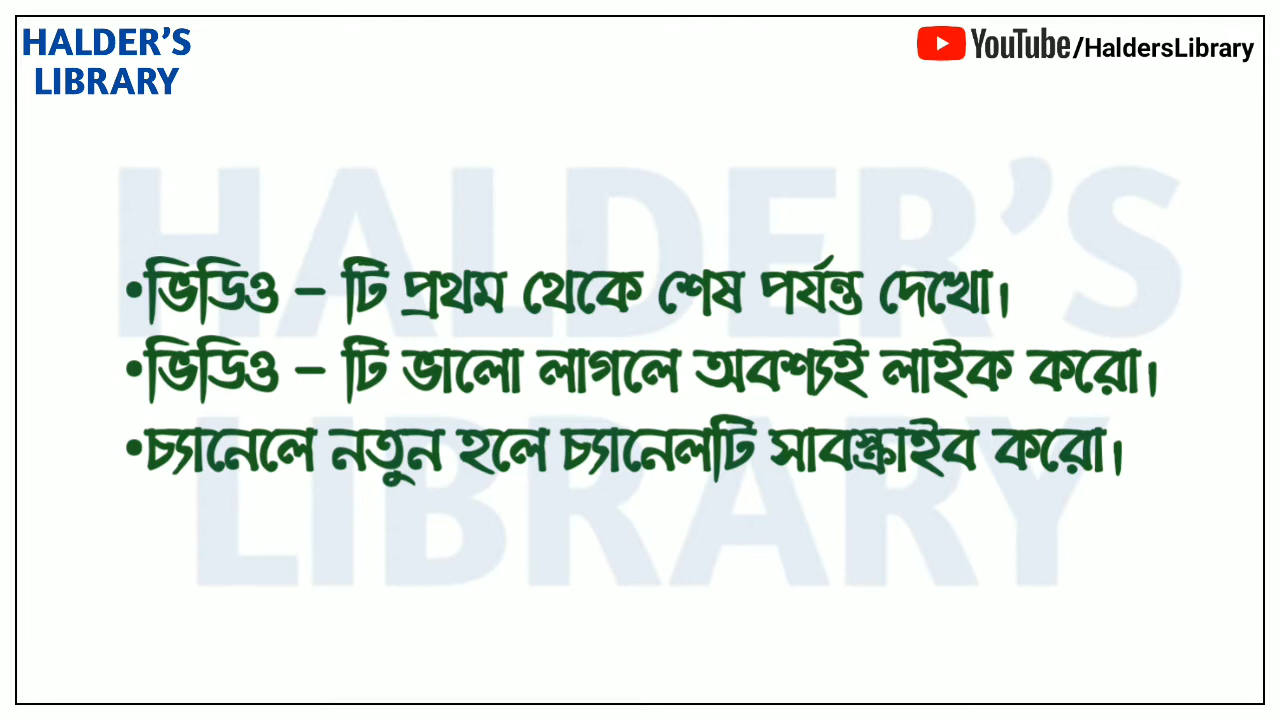 HALDER'S
LIBRARY
YouTube/HaldersLibrary
HALDER'S
LIBRARY
•ভিডিও – টি প্রথম থেকে শেষ পর্যন্ত দেখো।
•ভিডিও – টি ভালো লাগলে অবশ্যই লাইক করো।
•চ্যানেলে নতুন হলে চ্যানেলটি সাবস্ক্রাইব করো।